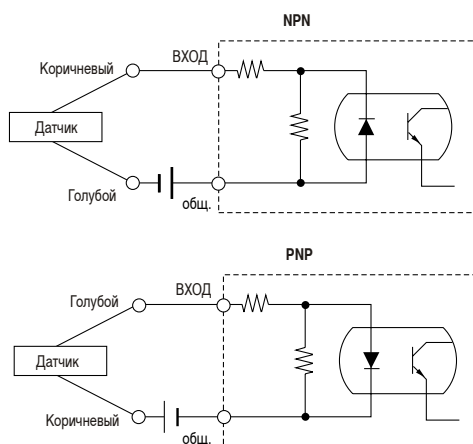 NPN
ВХОД
Коричневый
Датчик
Голубой
общ.
PNP
ВХОД
Голубой
Датчик
Коричневый
общ.